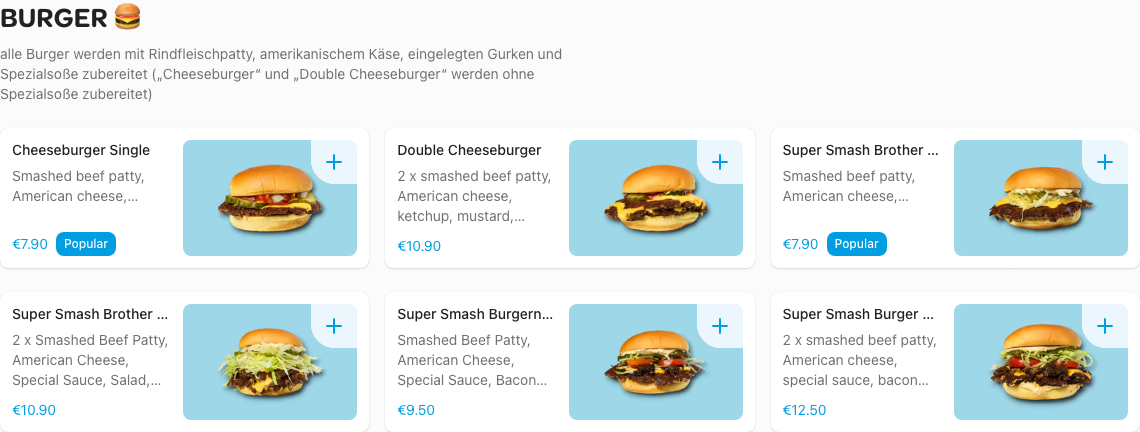 BURGER 🍔
alle Burger werden mit Rindfleischpatty, amerikanischem Käse, eingelegten Gurken und
Spezialsoße zubereitet („Cheeseburger“ und „Double Cheeseburger“ werden ohne
Spezialsoße zubereitet)
Cheeseburger Single
Smashed beef patty,
American cheese,...
€7.90 Popular
Double Cheeseburger
2 x smashed beef patty,
American cheese,
ketchup, mustard,...
€10.90
Super Smash Brother ...
Smashed beef patty,
American cheese,...
€7.90 Popular
Super Smash Brother ...
2 x Smashed Beef Patty,
American Cheese,
Special Sauce, Salad,...
€10.90
Super Smash Burgern...
Smashed Beef Patty,
American Cheese,
Special Sauce, Bacon...
€9.50
Super Smash Burger ...
2 x smashed beef patty,
American cheese,
special sauce, bacon...
€12.50